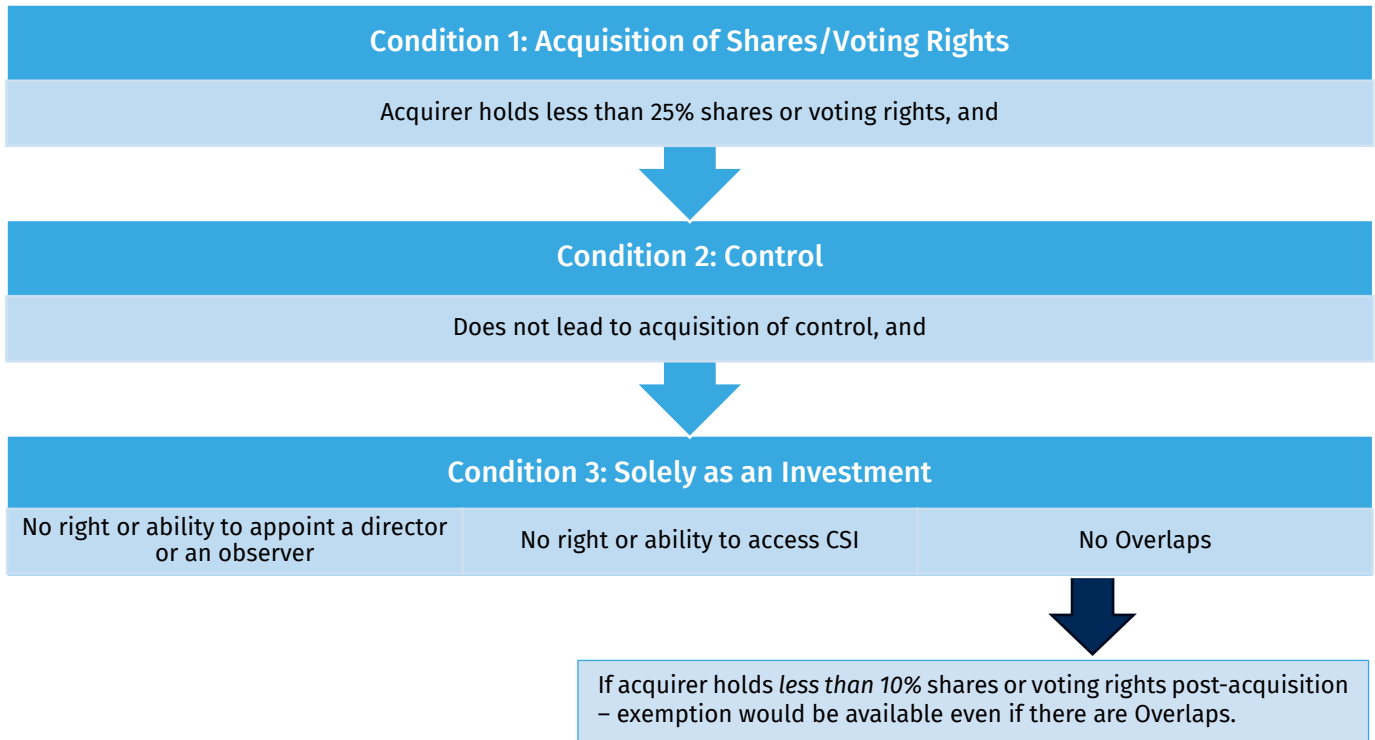 Condition 1: Acquisition of Shares/Voting Rights
Acquirer holds less than 25% shares or voting rights, and
Condition 2: Control
Does not lead to acquisition of control, and
Condition 3: Solely as an Investment
No right or ability to appoint a director
or an observer
No right or ability to access CSI
No Overlaps
If acquirer holds less than 10% shares or voting rights post-acquisition
– exemption would be available even if there are Overlaps.